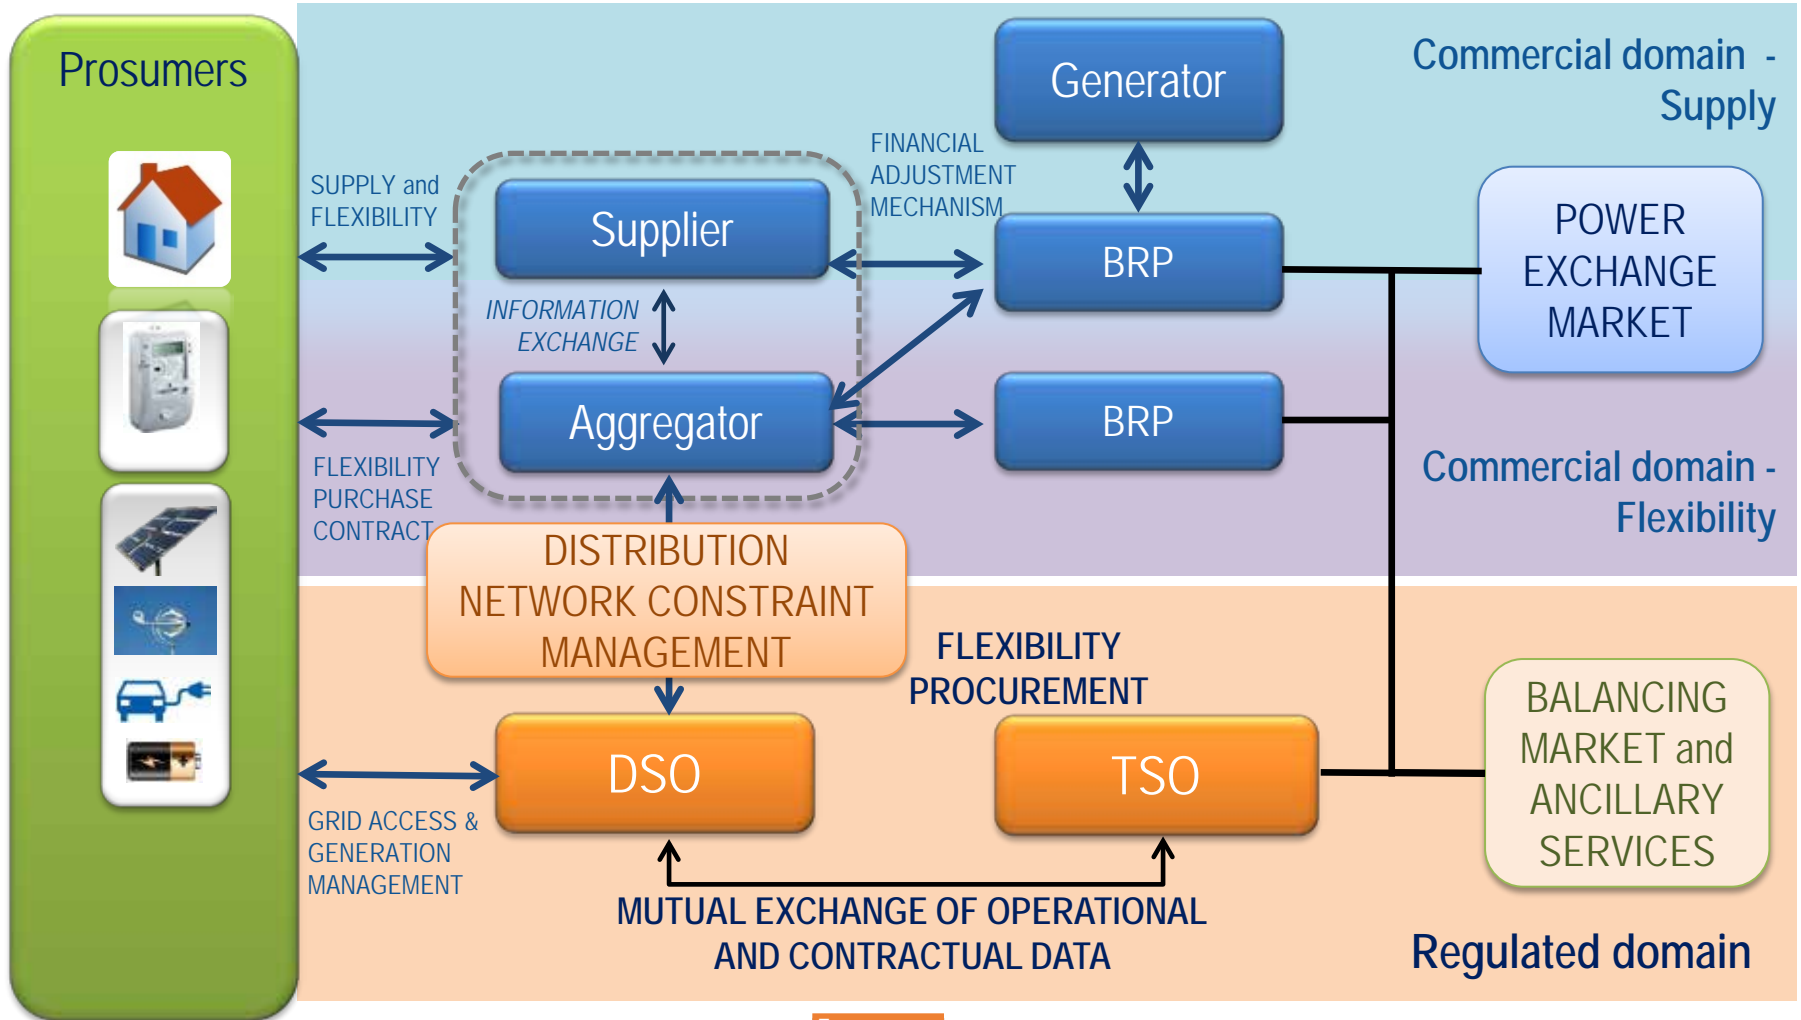 Prosumers
Generator
Commercial domain -
Supply
FINANCIAL
ADJUSTMENT
MECHANISM
SUPPLY and
FLEXIBILITY
Supplier
BRP
POWER
EXCHANGE
MARKET
INFORMATION
EXCHANGE
Aggregator
BRP
FLEXIBILITY
PURCHASE
CONTRACT
Commercial domain -
Flexibility
DISTRIBUTION
NETWORK CONSTRAINT
MANAGEMENT
FLEXIBILITY
PROCUREMENT
DSO
TSO
BALANCING
MARKET and
ANCILLARY
SERVICES
GRID ACCESS &
GENERATION
MANAGEMENT
MUTUAL EXCHANGE OF OPERATIONAL
AND CONTRACTUAL DATA
Regulated domain